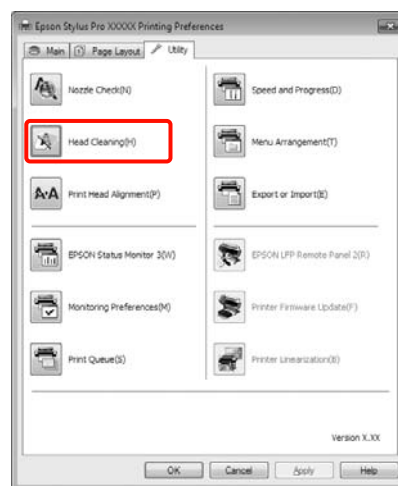 Epson Stylus Pro XXXXX Printing Preferences
Main Page Layout Utility
Nozzle Check(N)
Speed and Progress(D)
Head Cleaning(H)
Menu Arrangement(T)
A·A Print Head Alignment(P)
Export or Import(E)
EPSON Status Monitor 3(W)
EPSON LFP Remote Panel 2(R)
Monitoring Preferences(M)
Printer Firmware Update(F)
Print Queue(S)
Printer Linearization(B)
Version X.XX
OK Cancel Apply Help